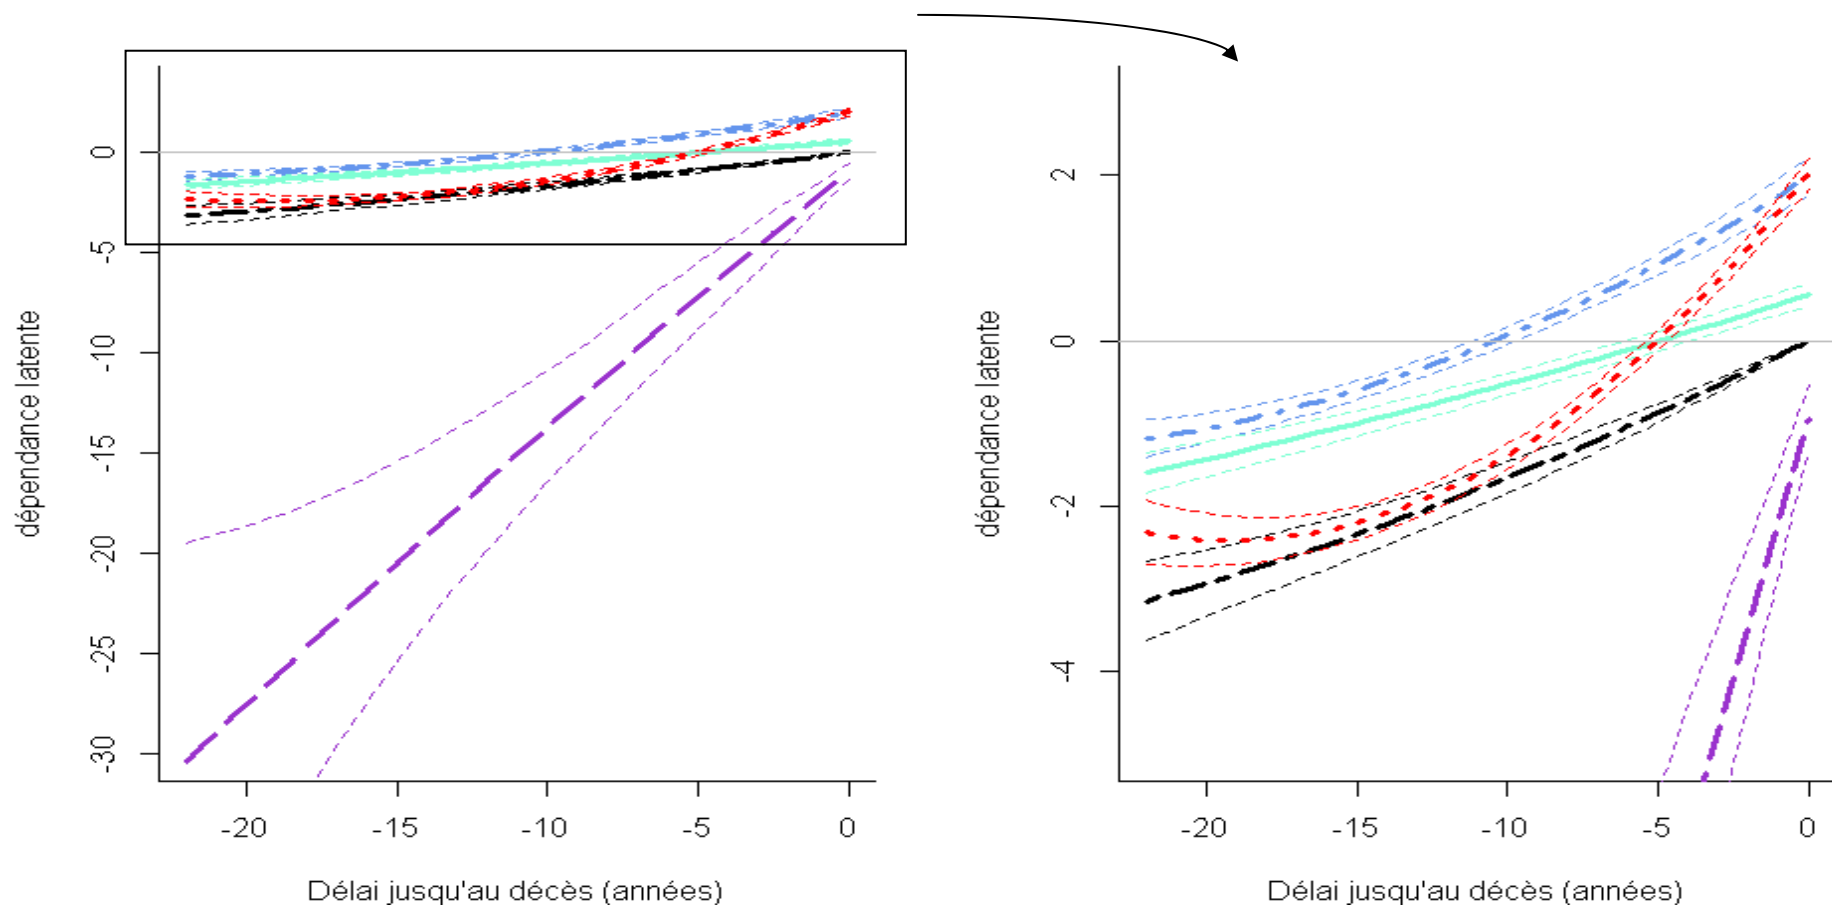 0
-5
-10
-15
-20
-25
-30
dépendance latente
-20 -15 -10 -5 0
Délai jusqu'au décès (années)
2
0
-2
-4
dépendance latente
-20 -15 -10 -5 0
Délai jusqu'au décès (années)